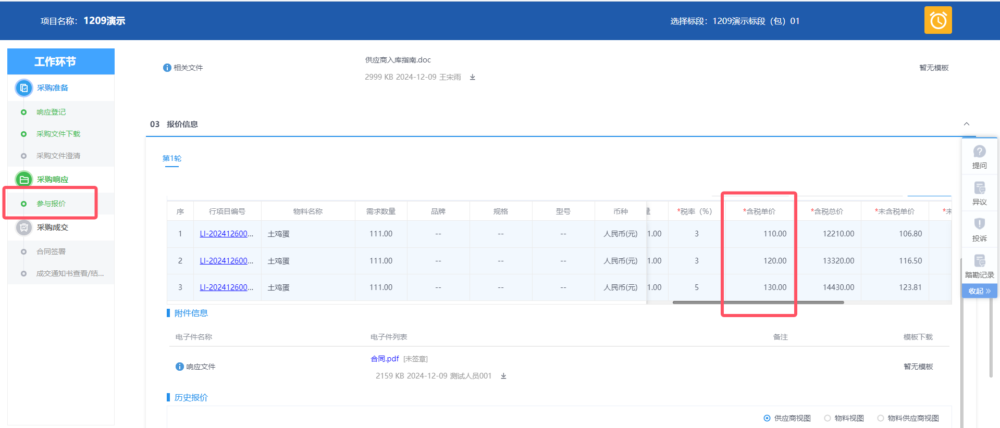 项目名称： 1209演示
选择标段：1209演示标段（包）01
工作环节
采购准备
响应登记
采购文件下载
采购文件澄清
采购响应
参与报价
采购成交
合同签署
成交通知书查看/结...
相关文件
供应商入库指南.doc
2999 KB 2024-12-09 王宋雨
暂无模板
03 报价信息
第1轮
序 行项目编号 物料名称 需求数量 品牌 规格 型号 币种 量 *税率（%） *含税单价 *含税总价 *未含税单价 *未
1 LI-202412600... 土鸡蛋 111.00 -- -- -- 人民币(元) 1.00 3 110.00 12210.00 106.80
2 LI-202412600... 土鸡蛋 111.00 -- -- -- 人民币(元) 1.00 3 120.00 13320.00 116.50
3 LI-202412600... 土鸡蛋 111.00 -- -- -- 人民币(元) 1.00 5 130.00 14430.00 123.81
附件信息
电子件名称 电子件列表 备注 模板下载
响应文件
合同.pdf [未签章]
2159 KB 2024-12-09 测试人员001
暂无模板
历史报价
供应商视图 物料视图 物料供应商视图
提问
异议
投诉
踏勘记录
收起